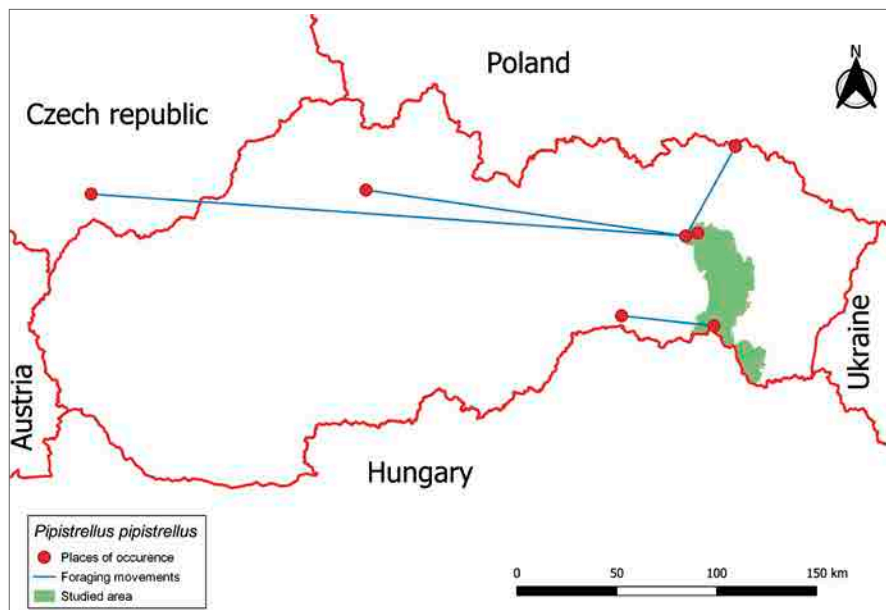 Poland
N
Czech republic
Austria
Ukraine
Hungary
Pipistrellus pipistrellus
Places of occurence
Foraging movements
Studied area
0 50 100 150 km